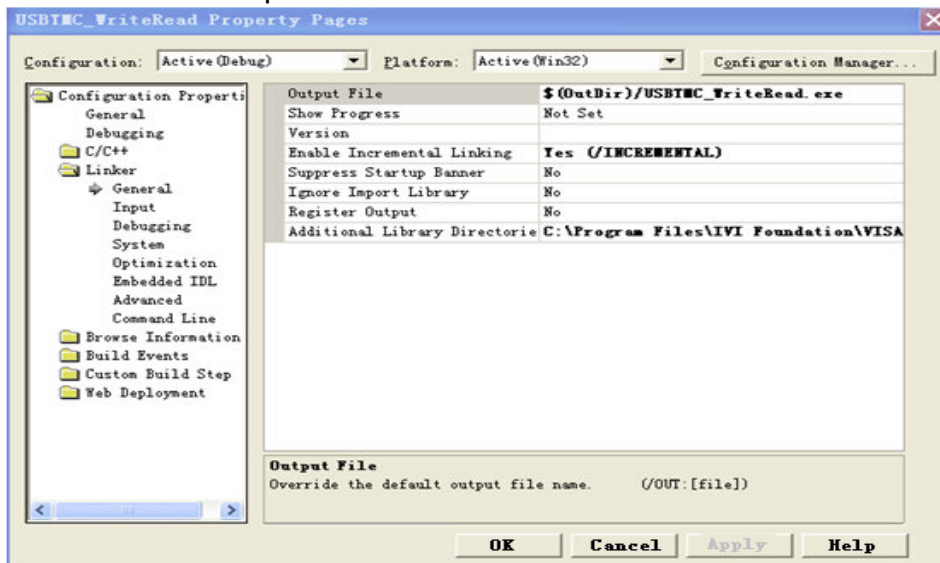 USBTMC_WriteRead Property Pages
Configuration: Active(Debug) Platform: Active(Win32) Configuration Manager...
Configuration Properti
General
Debugging
C/C++
Linker
General
Input
Debugging
System
Optimization
Embedded IDL
Advanced
Command Line
Browse Information
Build Events
Custom Build Step
Web Deployment
Output File $(OutDir)/USBTMC_WriteRead.exe
Show Progress Not Set
Version
Enable Incremental Linking Yes (/INCREMENTAL)
Suppress Startup Banner No
Ignore Import Library No
Register Output No
Additional Library Directorie C:\Program Files\IVI Foundation\VISA
Output File
Override the default output file name. (/OUT:[file])
OK Cancel Apply Help